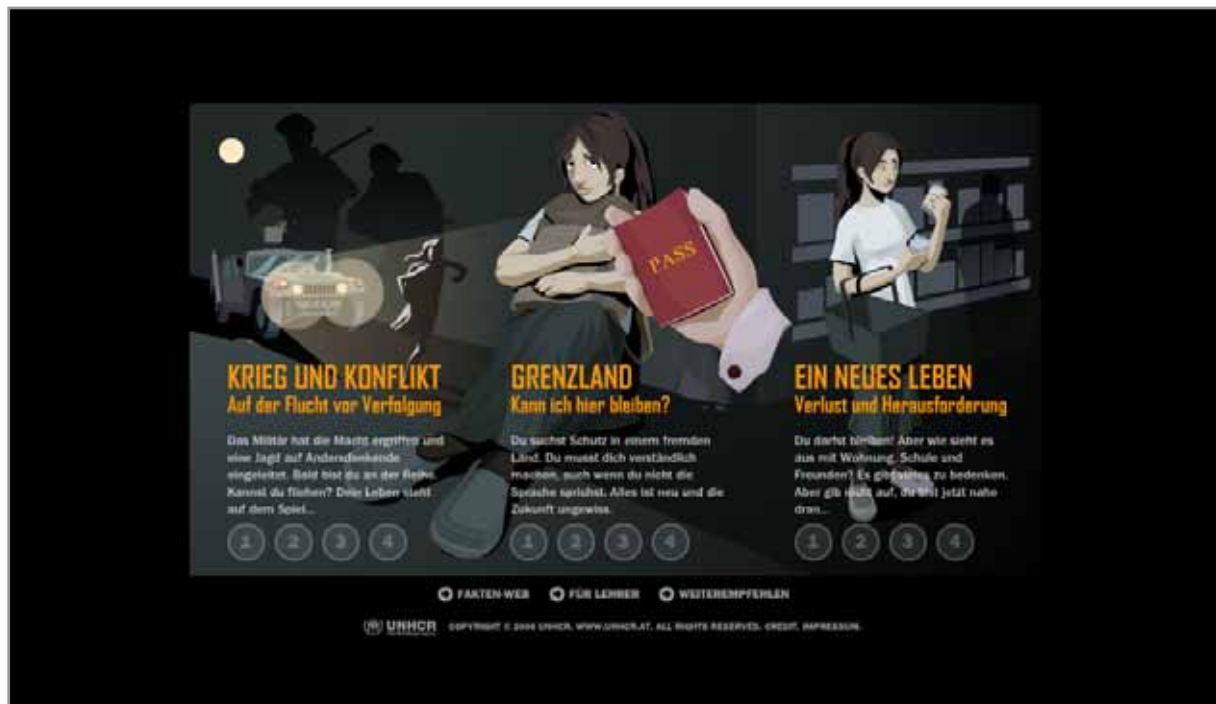 PASS
KRIEG UND KONFLIKT
Auf der Flucht vor Verfolgung
Das Militär hat die Macht ergriffen und
eine Jagd auf Andersdenkende
eingeleitet. Bald bist du an der Reihe.
Kannst du fliehen? Dein Leben steht
auf dem Spiel...
1 2 3 4
GRENZLAND
Kann ich hier bleiben?
Du suchst Schutz in einem fremden
Land. Du musst dich verständlich
machen, auch wenn du nicht die
Sprache sprichst. Alles ist neu und die
Zukunft ungewiss.
1 2 3 4
EIN NEUES LEBEN
Verlust und Herausforderung
Du darfst bleiben! Aber wie sieht es
aus mit Wohnung, Schule und
Freunden? Es gibt vieles zu bedenken.
Aber gib nicht auf, du bist jetzt nahe
dran...
1 2 3 4
FAKTEN-WEB FÜR LEHRER WEITEREMPFEHLEN
UNHCR COPYRIGHT © UNHCR. WWW.UNHCR.AT. ALL RIGHTS RESERVED. CREDIT. IMPRESSUM.